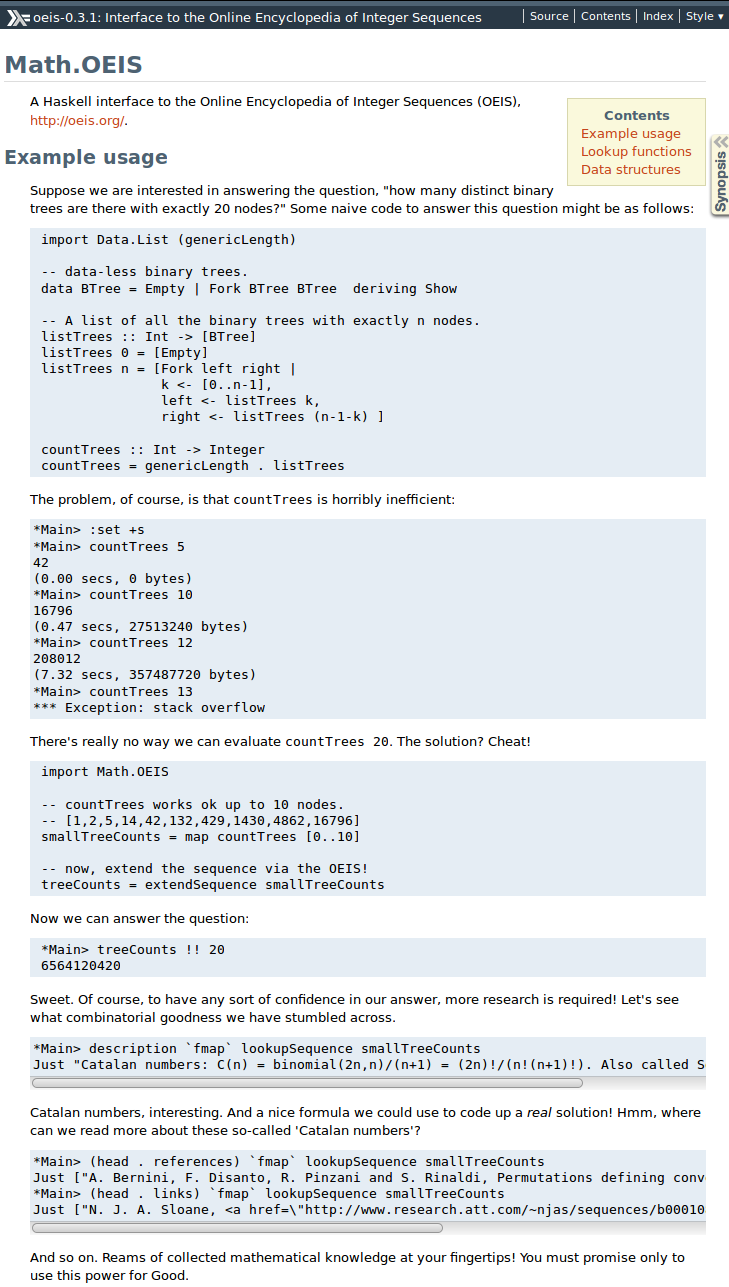 oeis-0.3.1: Interface to the Online Encyclopedia of Integer Sequences
Source | Contents | Index | Style ▾
Math.OEIS
A Haskell interface to the Online Encyclopedia of Integer Sequences (OEIS),
http://oeis.org/.
Contents
Example usage
Lookup functions
Data structures
Synopsis
Example usage
Suppose we are interested in answering the question, "how many distinct binary
trees are there with exactly 20 nodes?" Some naive code to answer this question might be as follows:
import Data.List (genericLength)
-- data-less binary trees.
data BTree = Empty | Fork BTree BTree  deriving Show
-- A list of all the binary trees with exactly n nodes.
listTrees :: Int -> [BTree]
listTrees 0 = [Empty]
listTrees n = [Fork left right |
k <- [0..n-1],
left <- listTrees k,
right <- listTrees (n-1-k) ]
countTrees :: Int -> Integer
countTrees = genericLength . listTrees
The problem, of course, is that countTrees is horribly inefficient:
*Main> :set +s
*Main> countTrees 5
42
(0.00 secs, 0 bytes)
*Main> countTrees 10
16796
(0.47 secs, 27513240 bytes)
*Main> countTrees 12
208012
(7.32 secs, 357487720 bytes)
*Main> countTrees 13
*** Exception: stack overflow
There's really no way we can evaluate countTrees 20. The solution? Cheat!
import Math.OEIS
-- countTrees works ok up to 10 nodes.
-- [1,2,5,14,42,132,429,1430,4862,16796]
smallTreeCounts = map countTrees [0..10]
-- now, extend the sequence via the OEIS!
treeCounts = extendSequence smallTreeCounts
Now we can answer the question:
*Main> treeCounts !! 20
6564120420
Sweet. Of course, to have any sort of confidence in our answer, more research is required! Let's see
what combinatorial goodness we have stumbled across.
*Main> description `fmap` lookupSequence smallTreeCounts
Just "Catalan numbers: C(n) = binomial(2n,n)/(n+1) = (2n)!/(n!(n+1)!). Also called S
Catalan numbers, interesting. And a nice formula we could use to code up a real solution! Hmm, where
can we read more about these so-called 'Catalan numbers'?
*Main> (head . references) `fmap` lookupSequence smallTreeCounts
Just ["A. Bernini, F. Disanto, R. Pinzani and S. Rinaldi, Permutations defining conv
*Main> (head . links) `fmap` lookupSequence smallTreeCounts
Just ["N. J. A. Sloane, <a href=\"http://www.research.att.com/~njas/sequences/b00010
And so on. Reams of collected mathematical knowledge at your fingertips! You must promise only to
use this power for Good.